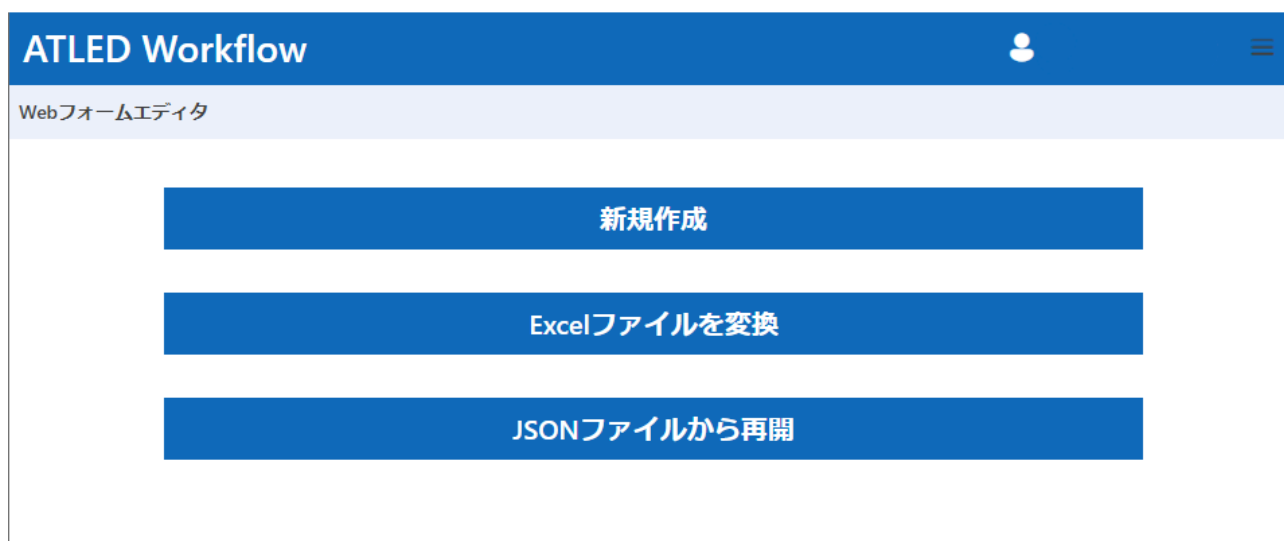 ATLED Workflow
Webフォームエディタ
新規作成
Excelファイルを変換
JSONファイルから再開